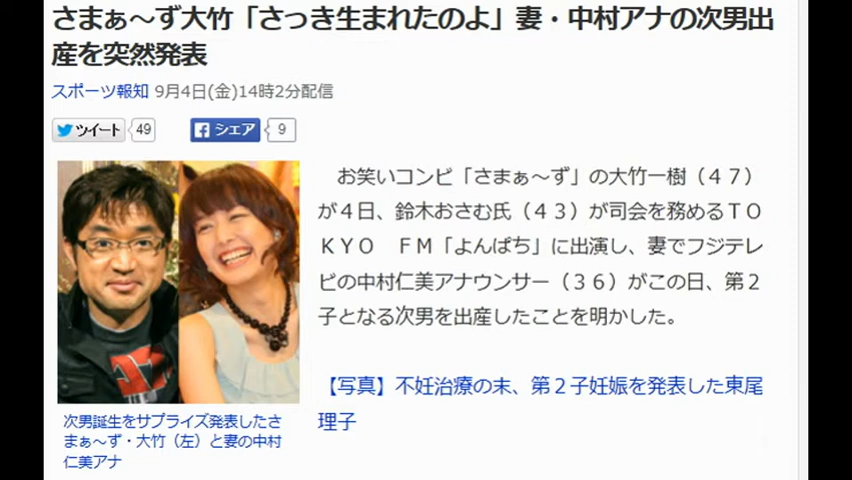 さまぁ～ず大竹「さっき生まれたのよ」妻・中村アナの次男出
産を突然発表
スポーツ報知 9月4日(金)14時2分配信
ツイート 49 シェア 9
お笑いコンビ「さまぁ～ず」の大竹一樹（４７）
が４日、鈴木おさむ氏（４３）が司会を務めるＴＯ
ＫＹＯ　ＦＭ「よんぱち」に出演し、妻でフジテレ
ビの中村仁美アナウンサー（３６）がこの日、第２
子となる次男を出産したことを明かした。
【写真】不妊治療の末、第２子妊娠を発表した東尾
理子
次男誕生をサプライズ発表したさ
まぁ～ず・大竹（左）と妻の中村
仁美アナ